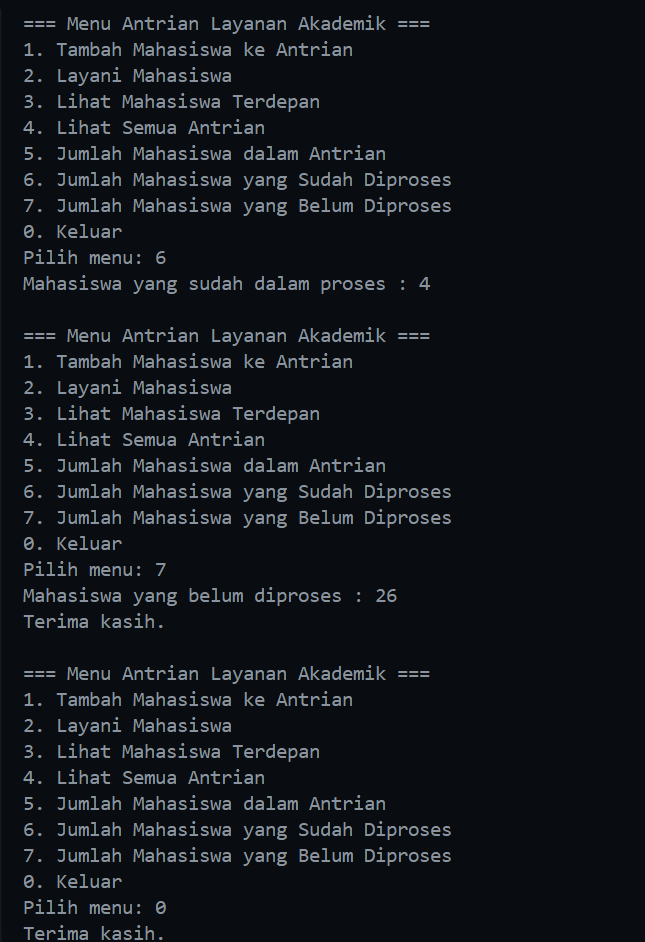 === Menu Antrian Layanan Akademik ===
1. Tambah Mahasiswa ke Antrian
2. Layani Mahasiswa
3. Lihat Mahasiswa Terdepan
4. Lihat Semua Antrian
5. Jumlah Mahasiswa dalam Antrian
6. Jumlah Mahasiswa yang Sudah Diproses
7. Jumlah Mahasiswa yang Belum Diproses
0. Keluar
Pilih menu: 6
Mahasiswa yang sudah dalam proses : 4

=== Menu Antrian Layanan Akademik ===
1. Tambah Mahasiswa ke Antrian
2. Layani Mahasiswa
3. Lihat Mahasiswa Terdepan
4. Lihat Semua Antrian
5. Jumlah Mahasiswa dalam Antrian
6. Jumlah Mahasiswa yang Sudah Diproses
7. Jumlah Mahasiswa yang Belum Diproses
0. Keluar
Pilih menu: 7
Mahasiswa yang belum diproses : 26
Terima kasih.

=== Menu Antrian Layanan Akademik ===
1. Tambah Mahasiswa ke Antrian
2. Layani Mahasiswa
3. Lihat Mahasiswa Terdepan
4. Lihat Semua Antrian
5. Jumlah Mahasiswa dalam Antrian
6. Jumlah Mahasiswa yang Sudah Diproses
7. Jumlah Mahasiswa yang Belum Diproses
0. Keluar
Pilih menu: 0
Terima kasih.